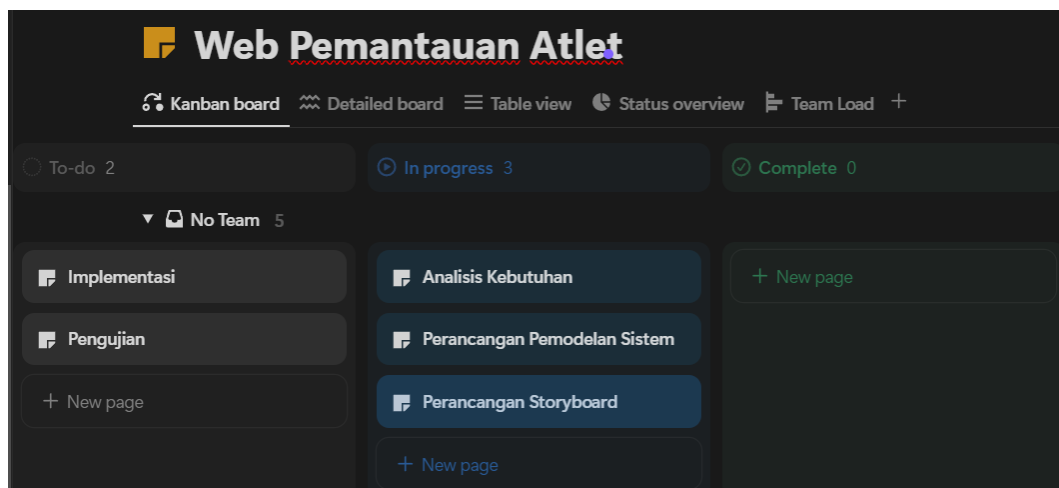 Web Pemantauan Atlet
Kanban board Detailed board Table view Status overview Team Load +
To-do 2 In progress 3 Complete 0
No Team 5
Implementasi
Pengujian
+ New page
Analisis Kebutuhan
Perancangan Pemodelan Sistem
Perancangan Storyboard
+ New page
+ New page